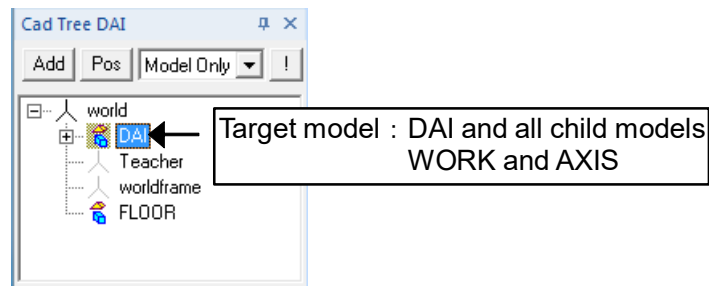 Cad Tree DAI
Add Pos Model Only !
world
DAI
Target model : DAI and all child models
WORK and AXIS
Teacher
worldframe
FLOOR